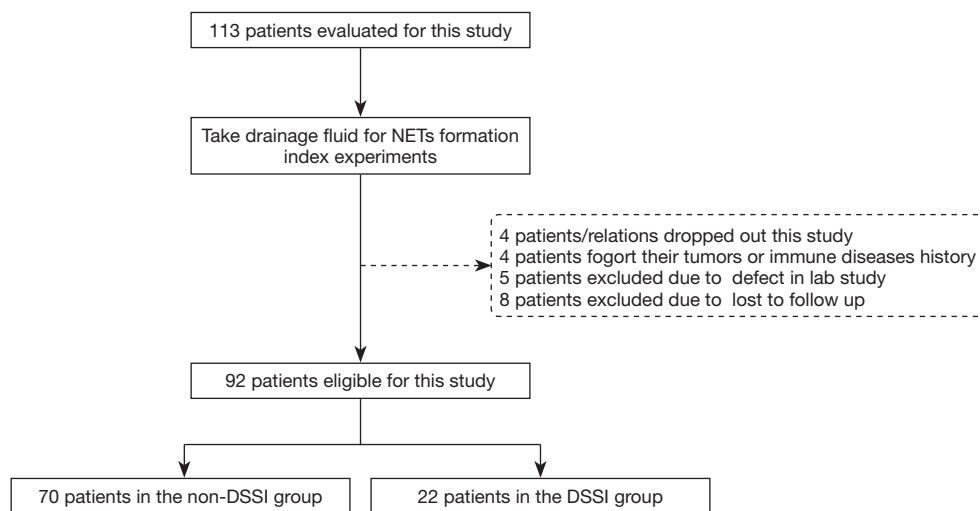 113 patients evaluated for this study
Take drainage fluid for NETs formation
index experiments
4 patients/relations dropped out this study
4 patients fogort their tumors or immune diseases history
5 patients excluded due to  defect in lab study
8 patients excluded due to  lost to follow up
92 patients eligible for this study
70 patients in the non-DSSI group
22 patients in the DSSI group